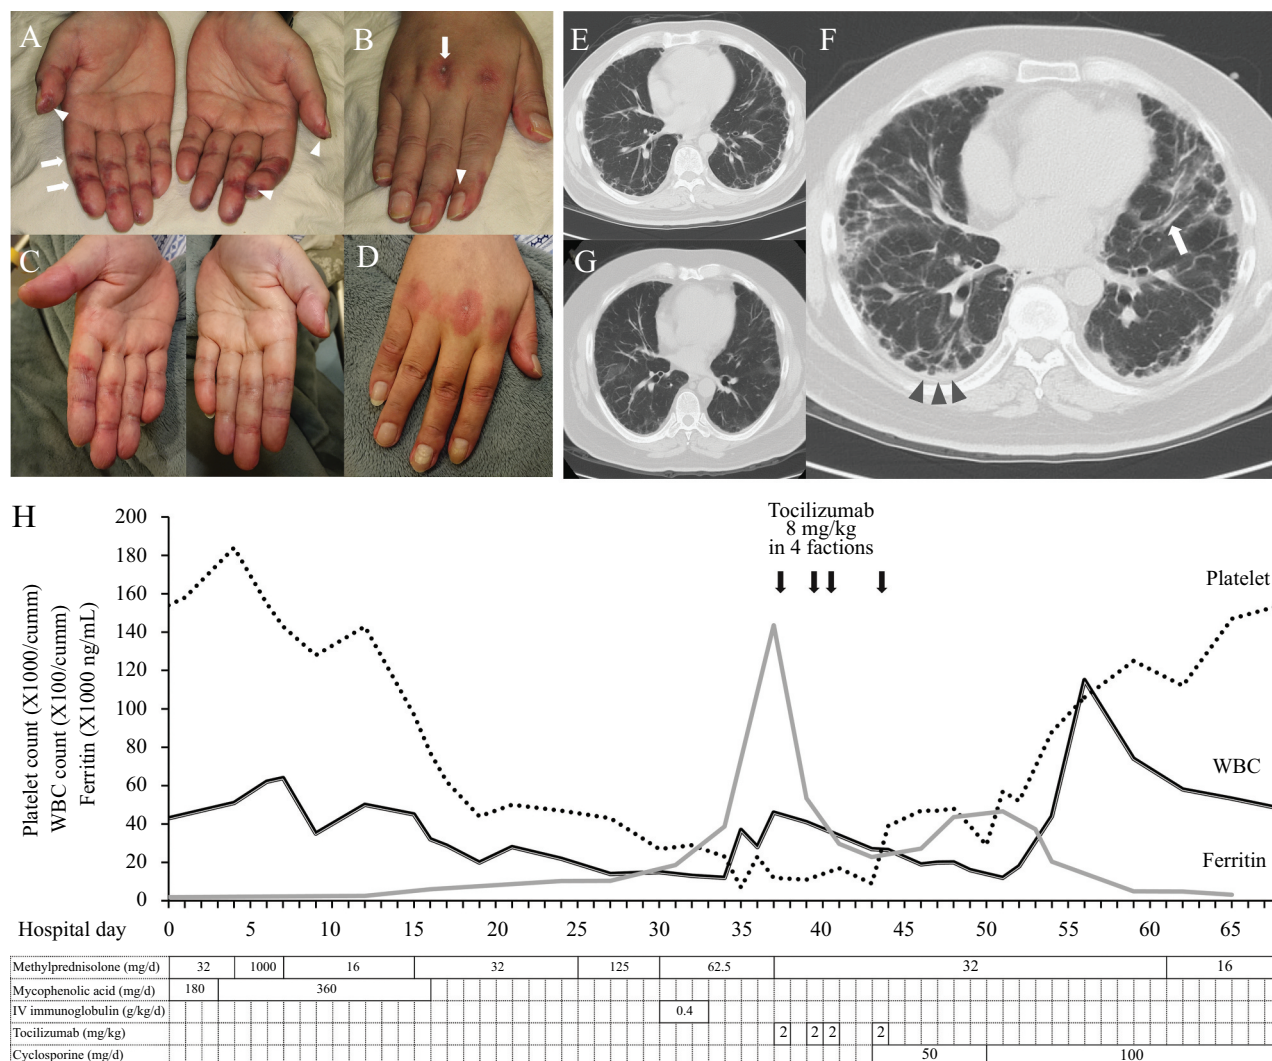 A
B
C
D
E
F
G
H
Tocilizumab
8 mg/kg
in 4 factions
Platelet count (X1000/cumm)
WBC count (X100/cumm)
Ferritin (X1000 ng/mL)
200
180
160
140
120
100
80
60
40
20
0
Platelet
WBC
Ferritin
Hospital day 0 5 10 15 20 25 30 35 40 45 50 55 60 65
Methylprednisolone (mg/d) 32 1000 16 32 125 62.5 32 16
Mycophenolic acid (mg/d) 180 360
IV immunoglobulin (g/kg/d) 0.4
Tocilizumab (mg/kg) 2 2 2 2
Cyclosporine (mg/d) 50 100